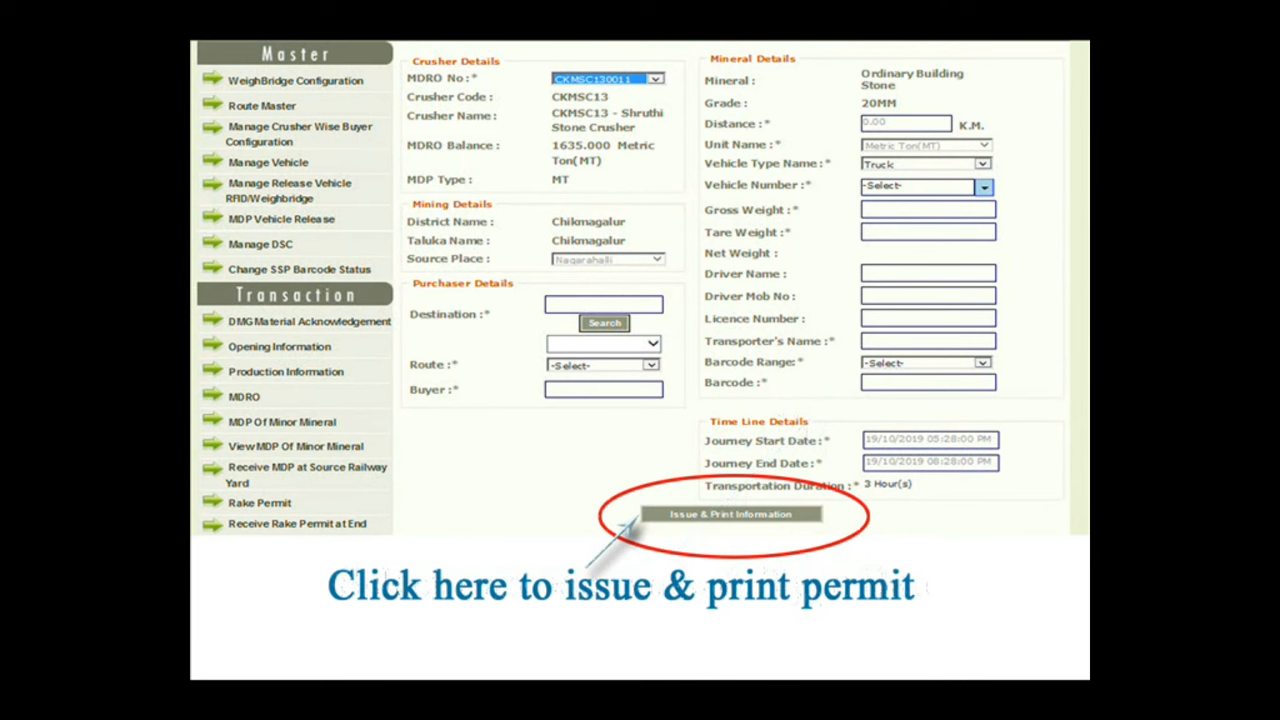 Master
WeighBridge Configuration
Route Master
Manage Crusher Wise Buyer
Configuration
Manage Vehicle
Manage Release Vehicle
RFID/Weighbridge
MDP Vehicle Release
Manage DSC
Change SSP Barcode Status
Transaction
DMG Material Acknowledgement
Opening Information
Production Information
MDRO
MDP Of Minor Mineral
View MDP Of Minor Mineral
Receive MDP at Source Railway
Yard
Rake Permit
Receive Rake Permit at End
Crusher Details
MDRO No:* CKMSC130011
Crusher Code : CKMSC13
Crusher Name : CKMSC13 - Shruthi
Stone Crusher
MDRO Balance : 1635.000 Metric
Ton(MT)
MDP Type : MT
Mining Details
District Name : Chikmagalur
Taluka Name : Chikmagalur
Source Place : Nagarahalli
Purchaser Details
Destination :*
Search
Route :* -Select-
Buyer :*
Mineral Details
Mineral : Ordinary Building
Stone
Grade : 20MM
Distance :* 0.00 K.M.
Unit Name :* Metric Ton(MT)
Vehicle Type Name :* Truck
Vehicle Number :* -Select-
Gross Weight :*
Tare Weight :*
Net Weight :
Driver Name :
Driver Mob No :
Licence Number :
Transporter's Name :*
Barcode Range:* -Select-
Barcode :*
Time Line Details
Journey Start Date :* 19/10/2019 05:28:00 PM
Journey End Date :* 19/10/2019 08:28:00 PM
Transportation Duration :* 3 Hour(s)
Issue & Print Information
Click here to issue & print permit